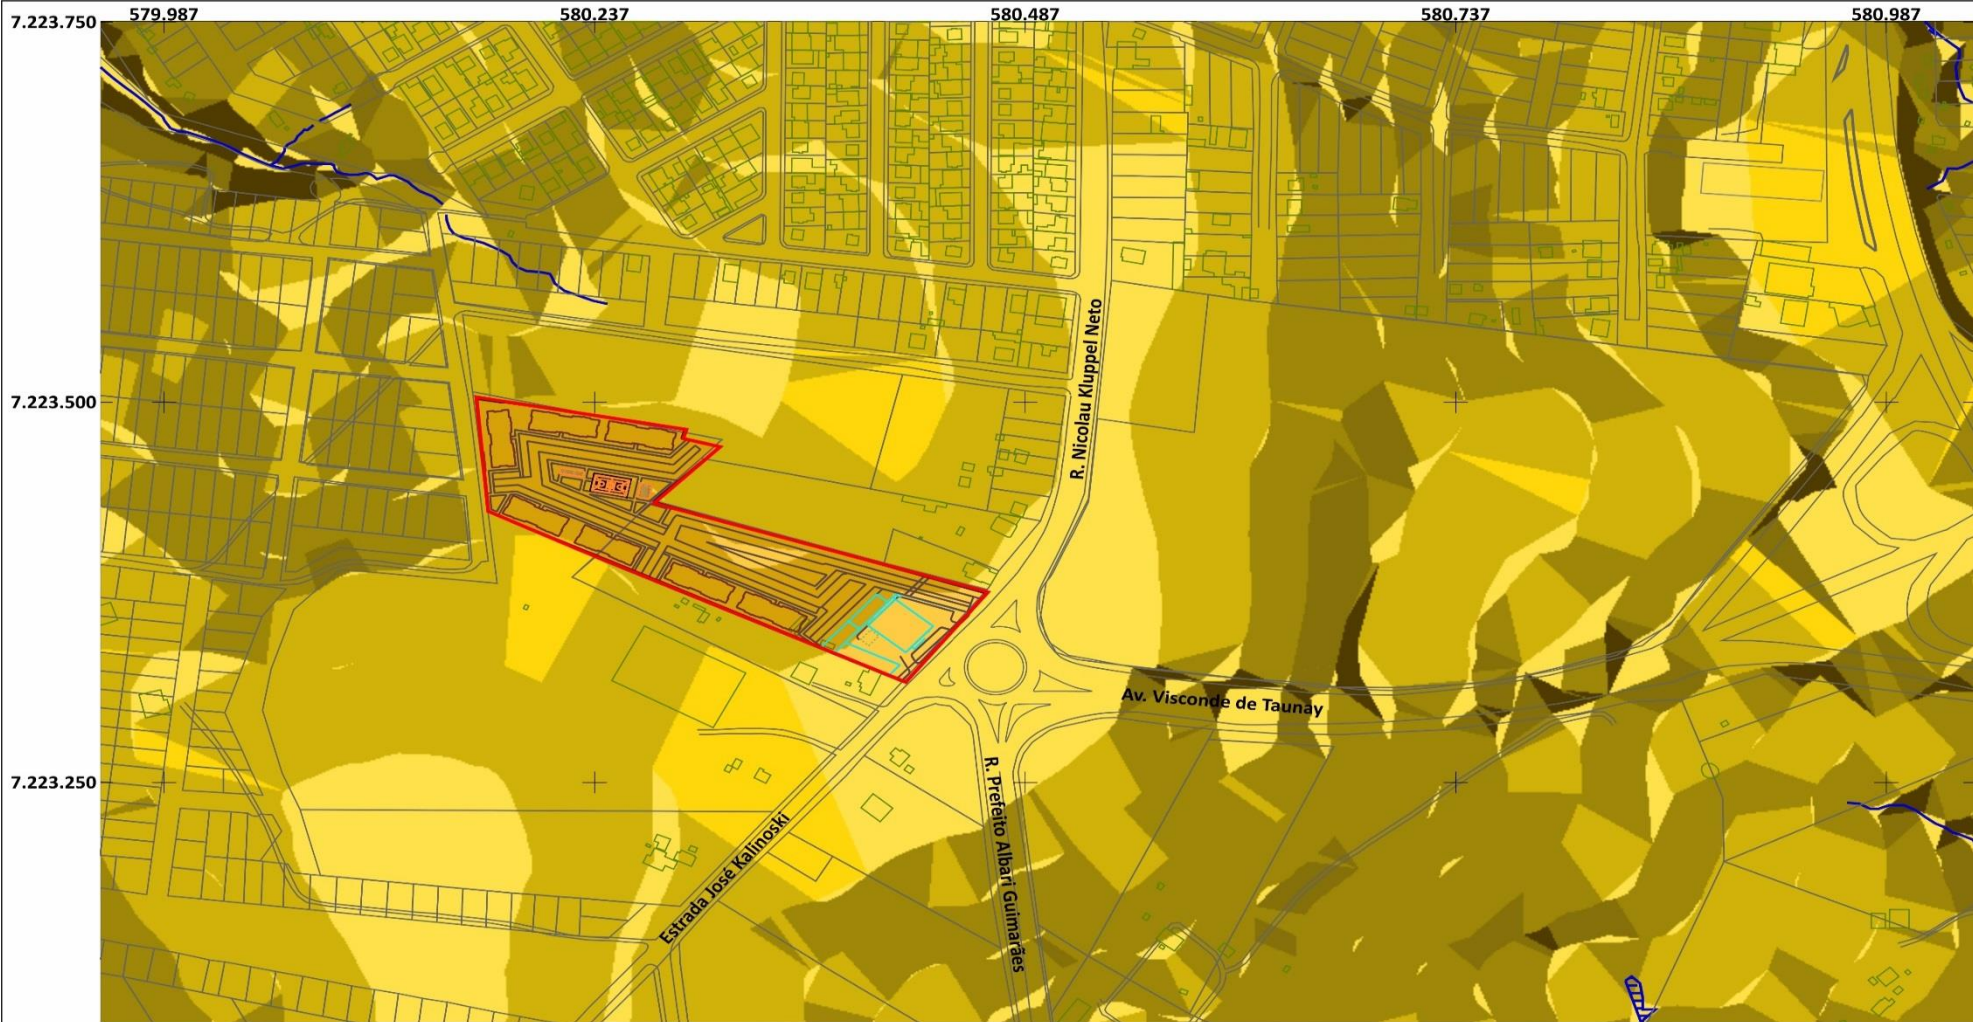 579.987 580.237 580.487 580.737 580.987
7.223.750
7.223.500
7.223.250
R. Nicolau Kluppel Neto
Av. Visconde de Taunay
R. Prefeito Albari Guimarães
Estrada José Kalinoski